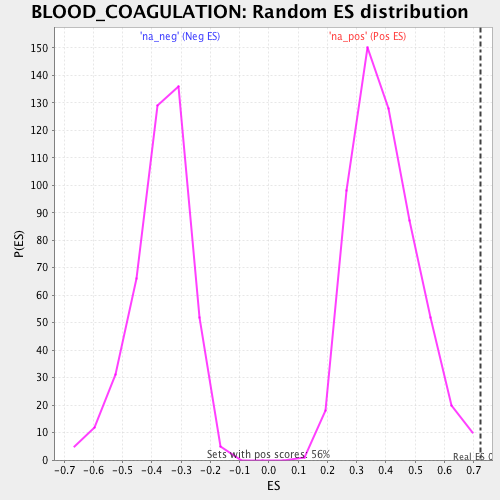 BLOOD_COAGULATION: Random ES distribution
'na_neg' (Neg ES) 'na_pos' (Pos ES)
150
140
130
120
110
100
90
80
70
60
50
40
30
20
10
0
P(ES)
Sets with pos scores: 56%
Real ES 0
-0.7 -0.6 -0.5 -0.4 -0.3 -0.2 -0.1 0.0 0.1 0.2 0.3 0.4 0.5 0.6 0.7
ES